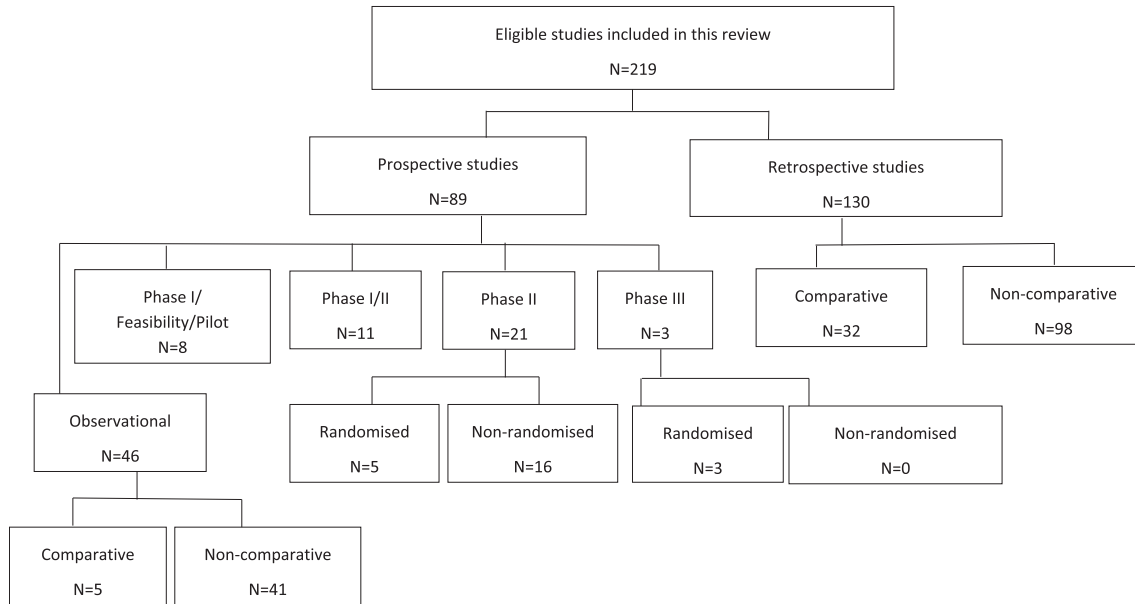 Eligible studies included in this review
N=219
Prospective studies
N=89
Retrospective studies
N=130
Phase I/
Feasibility/Pilot
N=8
Phase I/II
N=11
Phase II
N=21
Phase III
N=3
Comparative
N=32
Non-comparative
N=98
Observational
N=46
Randomised
N=5
Non-randomised
N=16
Randomised
N=3
Non-randomised
N=0
Comparative
N=5
Non-comparative
N=41